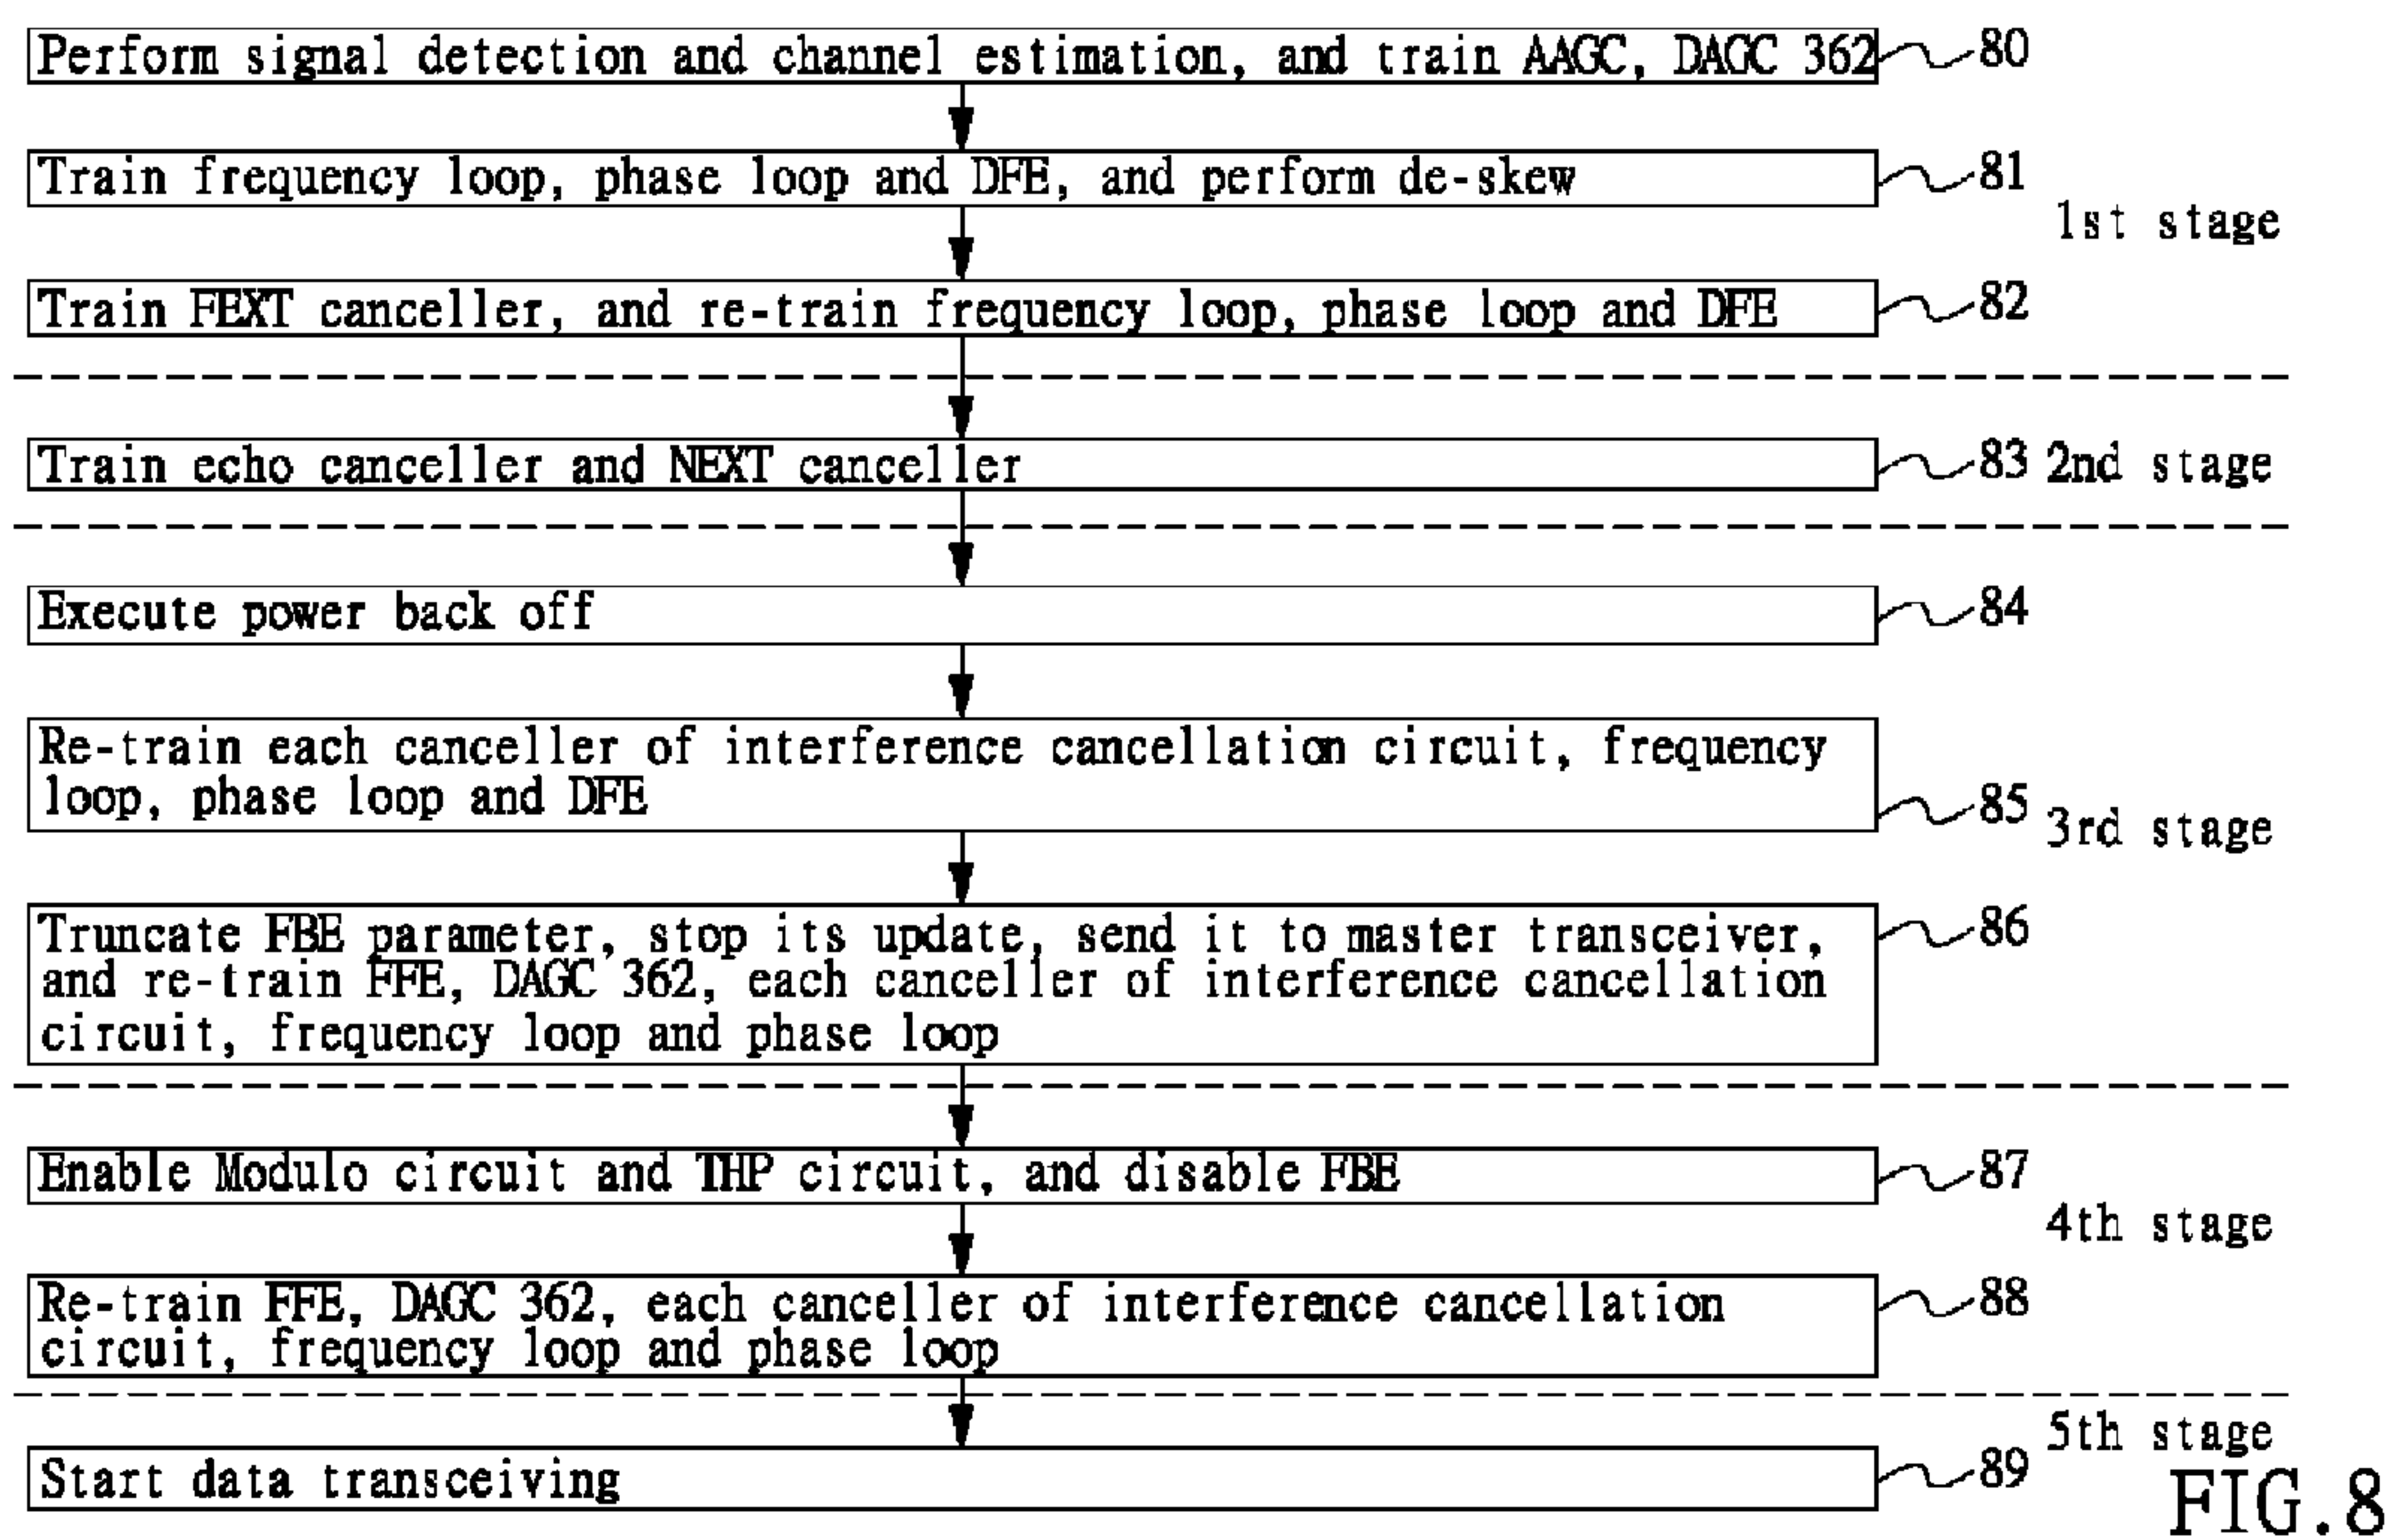 Perform signal detection and channel estimation, and train AAGC, DAGC 362
80
Train frequency loop, phase loop and DFE, and perform de-skew
81
1st stage
Train FEXT canceller, and re-train frequency loop, phase loop and DFE
82
Train echo canceller and NEXT canceller
83
2nd stage
Execute power back off
84
Re-train each canceller of interference cancellation circuit, frequency
loop, phase loop and DFE
85
3rd stage
Truncate FBE parameter, stop its update, send it to master transceiver,
and re-train FFE, DAGC 362, each canceller of interference cancellation
circuit, frequency loop and phase loop
86
Enable Modulo circuit and THP circuit, and disable FBE
87
4th stage
Re-train FFE, DAGC 362, each canceller of interference cancellation
circuit, frequency loop and phase loop
88
5th stage
Start data transceiving
89
FIG.8